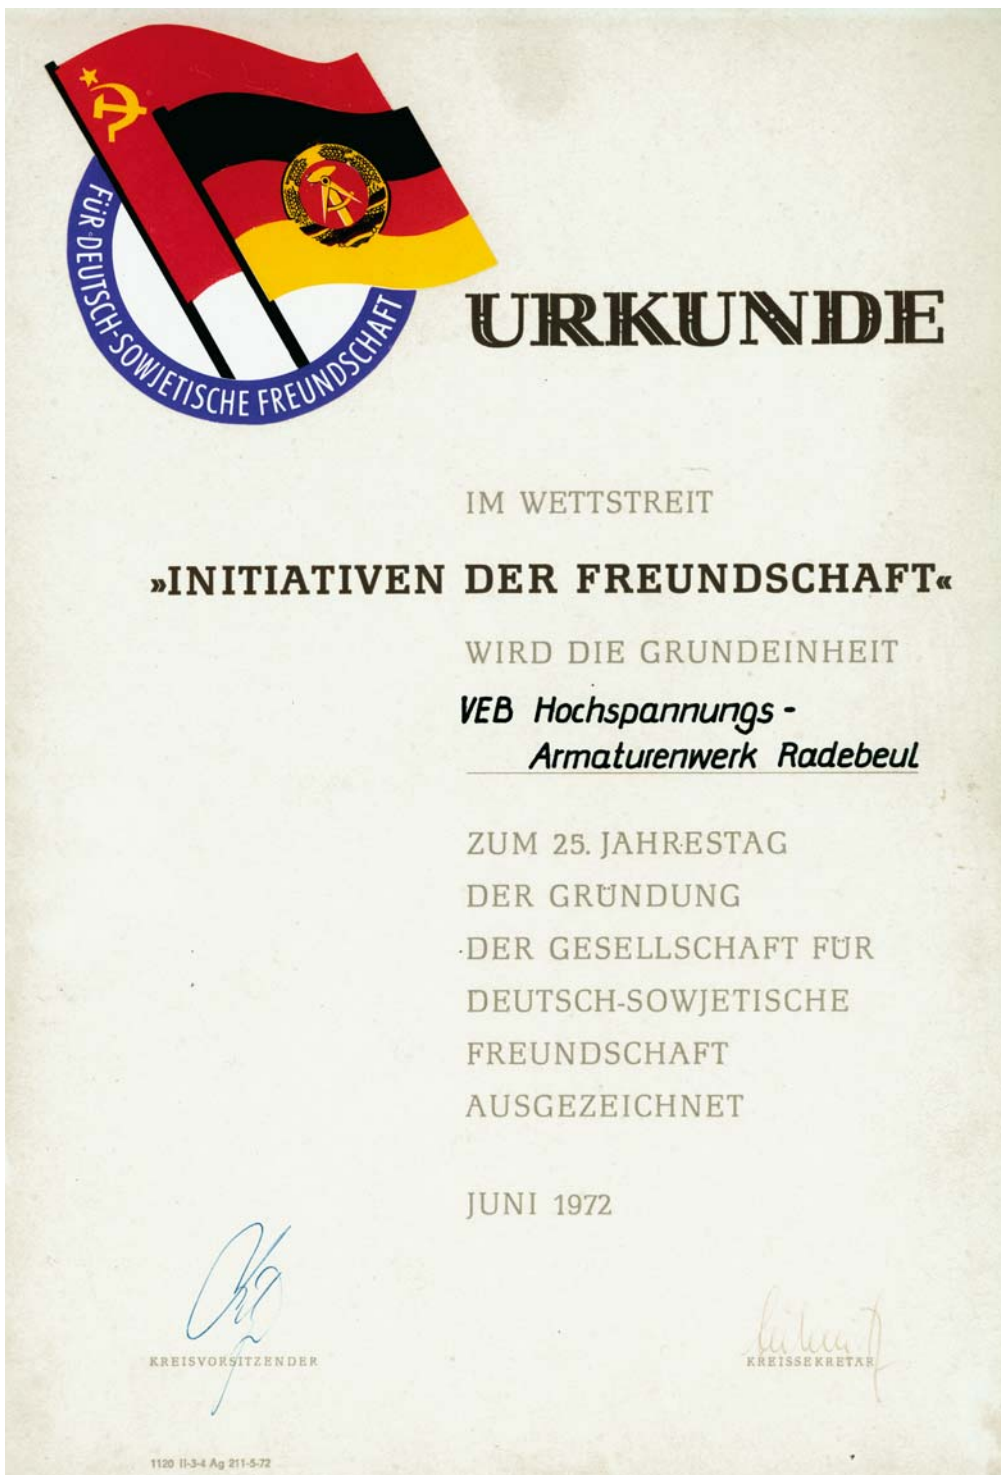 FÜR DEUTSCH-SOWJETISCHE FREUNDSCHAFT
URKUNDE
IM WETTSTREIT
»INITIATIVEN DER FREUNDSCHAFT«
WIRD DIE GRUNDEINHEIT
VEB Hochspannungs-
Armaturenwerk Radebeul
ZUM 25. JAHRESTAG
DER GRÜNDUNG
DER GESELLSCHAFT FÜR
DEUTSCH-SOWJETISCHE
FREUNDSCHAFT
AUSGEZEICHNET
JUNI 1972
KREISVORSITZENDER
KREISSEKRETÄR
1120 II-3-4 Ag 211-5-72